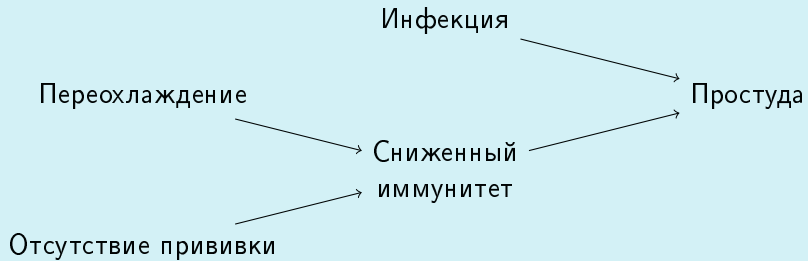 Инфекция
Переохлаждение
Простуда
Сниженный
иммунитет
Отсутствие прививки